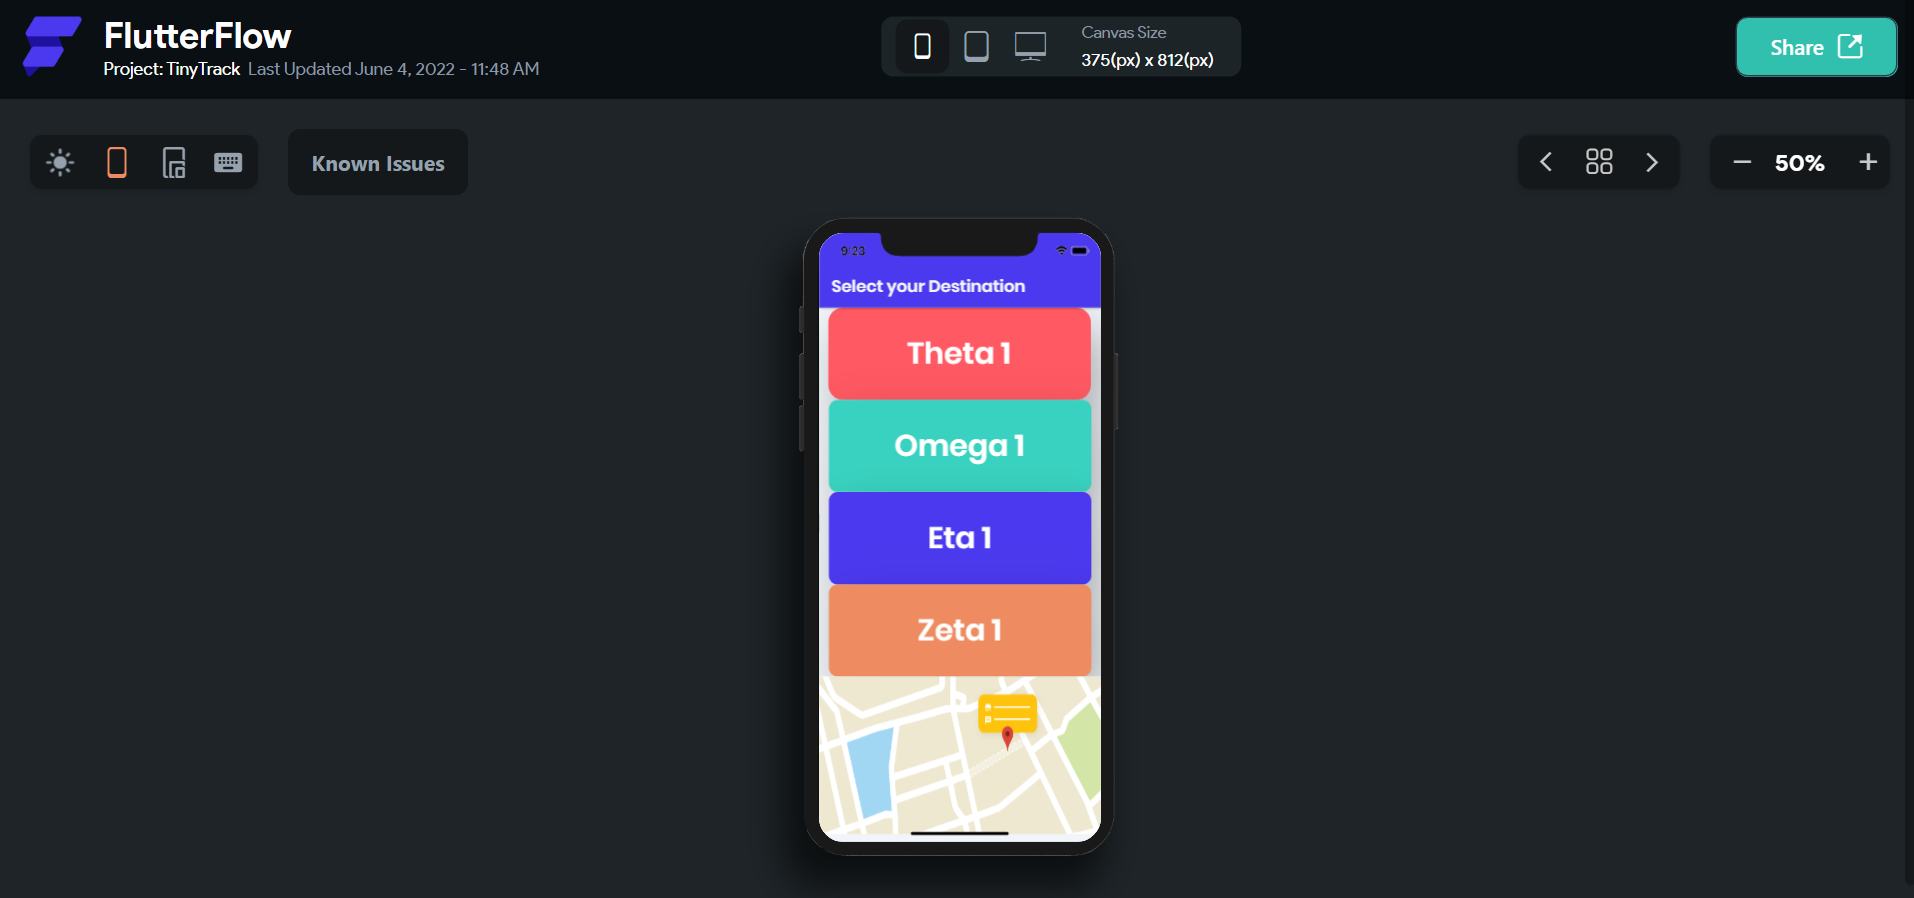 FlutterFlow
Project: TinyTrack Last Updated June 4, 2022 - 11:48 AM
Canvas Size
375(px) x 812(px)
Share
Known Issues
50%
9:23
Select your Destination
Theta 1
Omega 1
Eta 1
Zeta 1